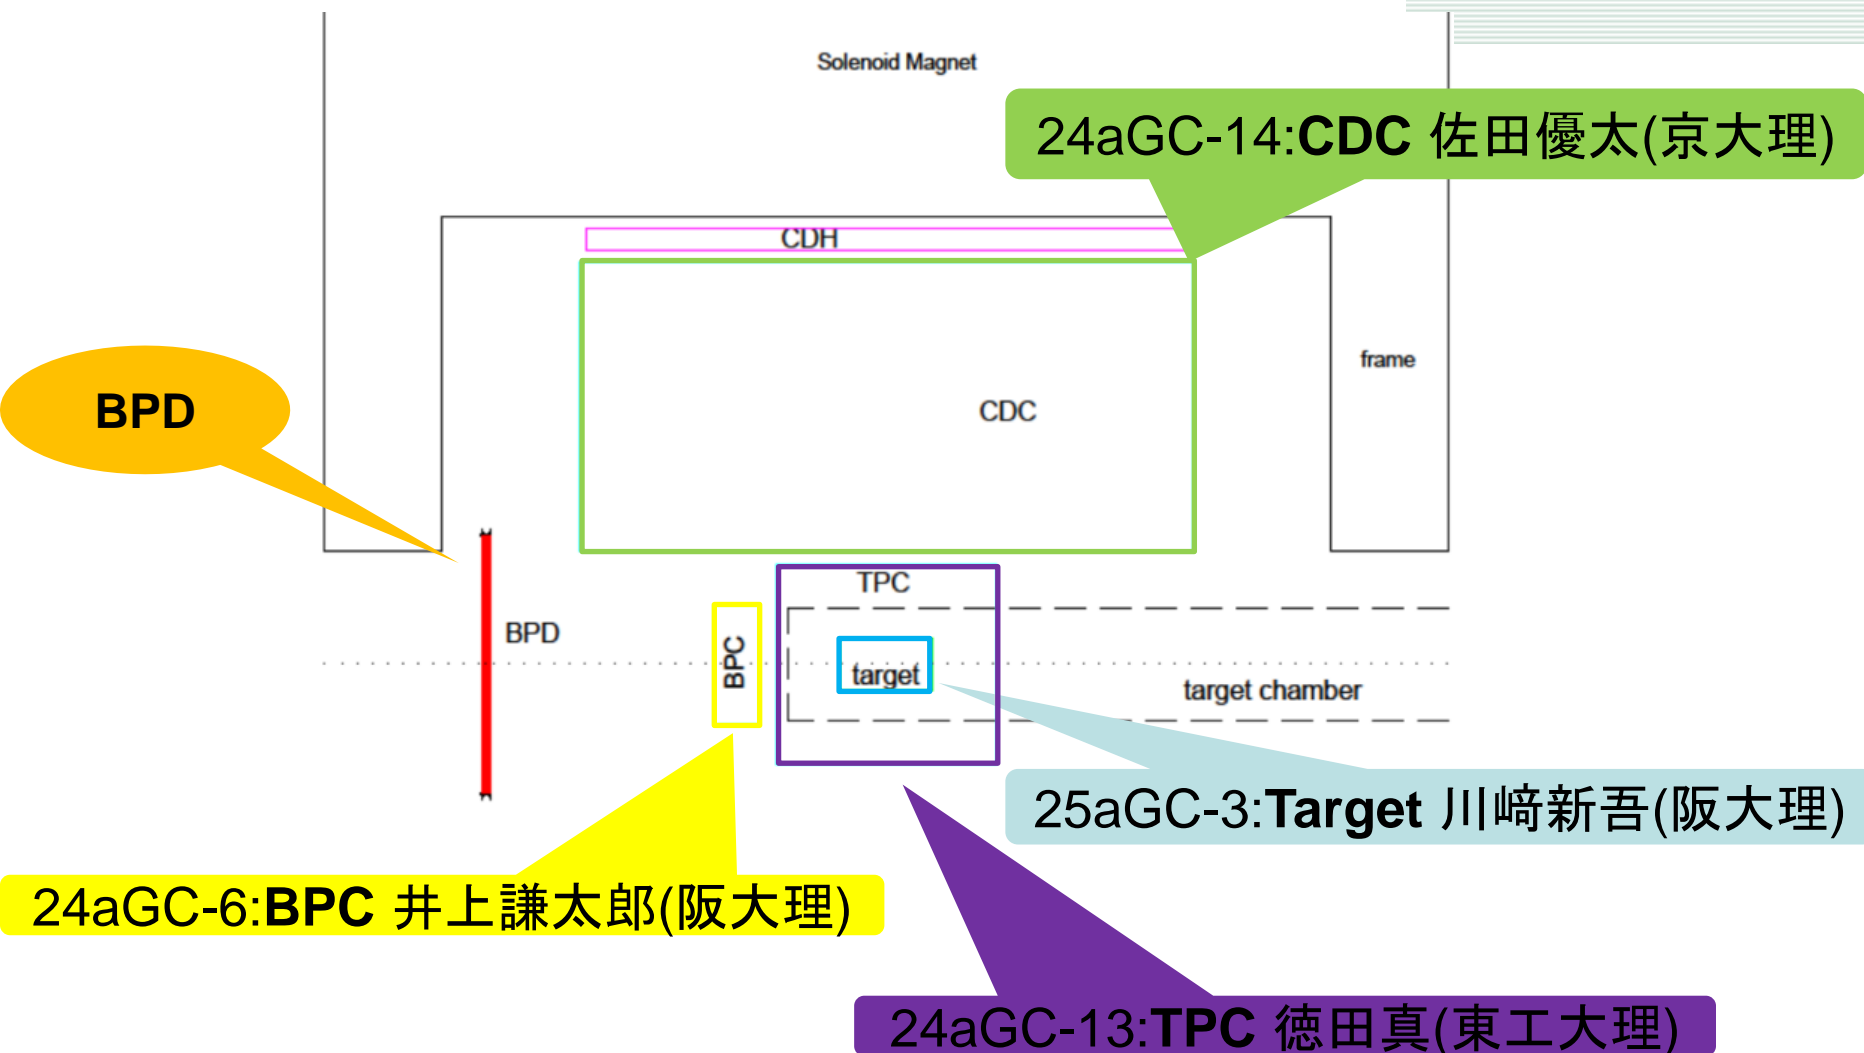 Solenoid Magnet
24aGC-14:CDC 佐田優太(京大理)
CDH
frame
BPD
CDC
TPC
BPD
BPC
target
target chamber
25aGC-3:Target 川﨑新吾(阪大理)
24aGC-6:BPC 井上謙太郎(阪大理)
24aGC-13:TPC 徳田真(東工大理)